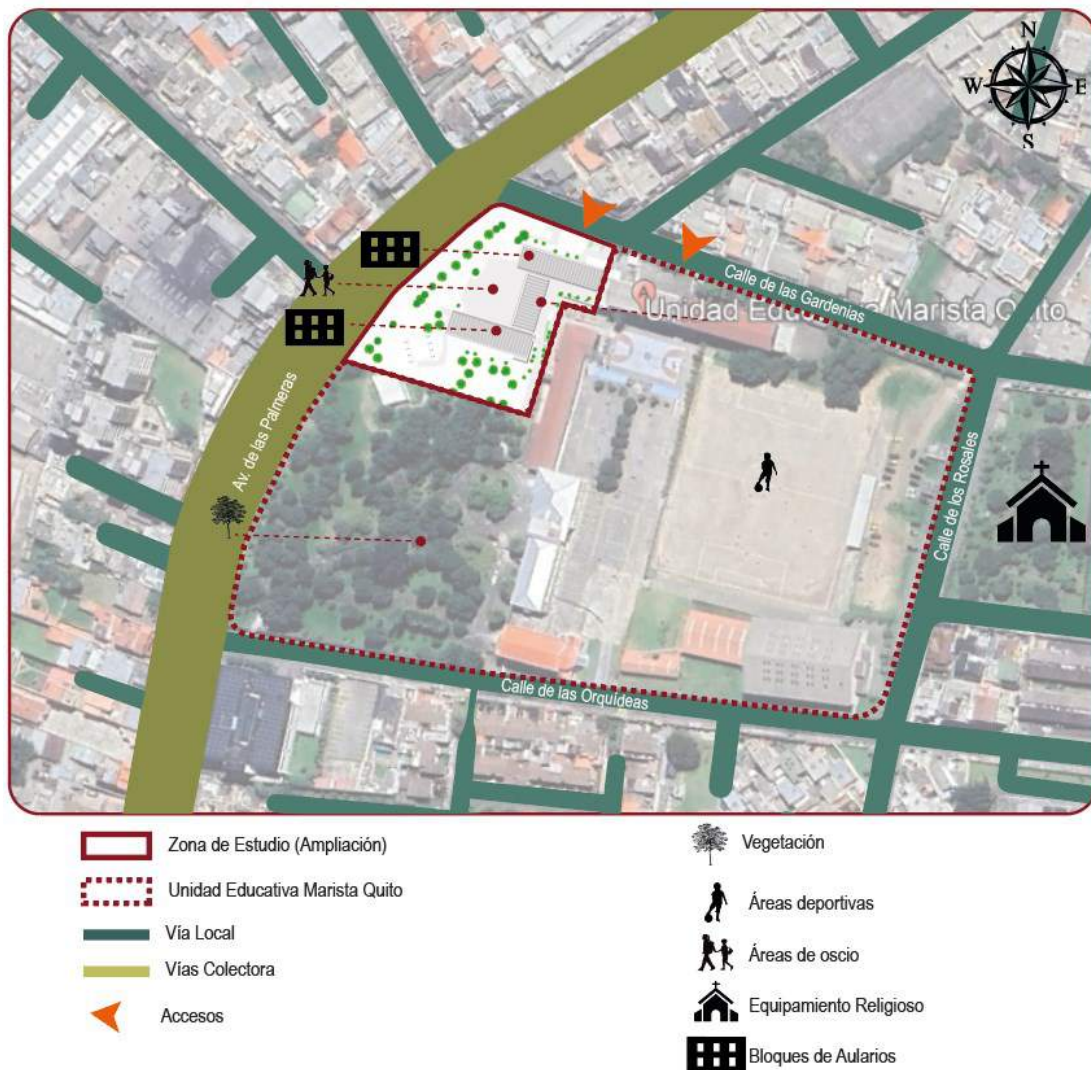 N
W
E
S
Calle de las Gardenias
Unidad Educativa Marista Quito
Av. de las Palmeras
Calle de los Rosales
Calle de las Orquídeas
Zona de Estudio (Ampliación)
Unidad Educativa Marista Quito
Vía Local
Vías Colectora
Accesos
Vegetación
Áreas deportivas
Áreas de oscio
Equipamiento Religioso
Bloques de Aularios